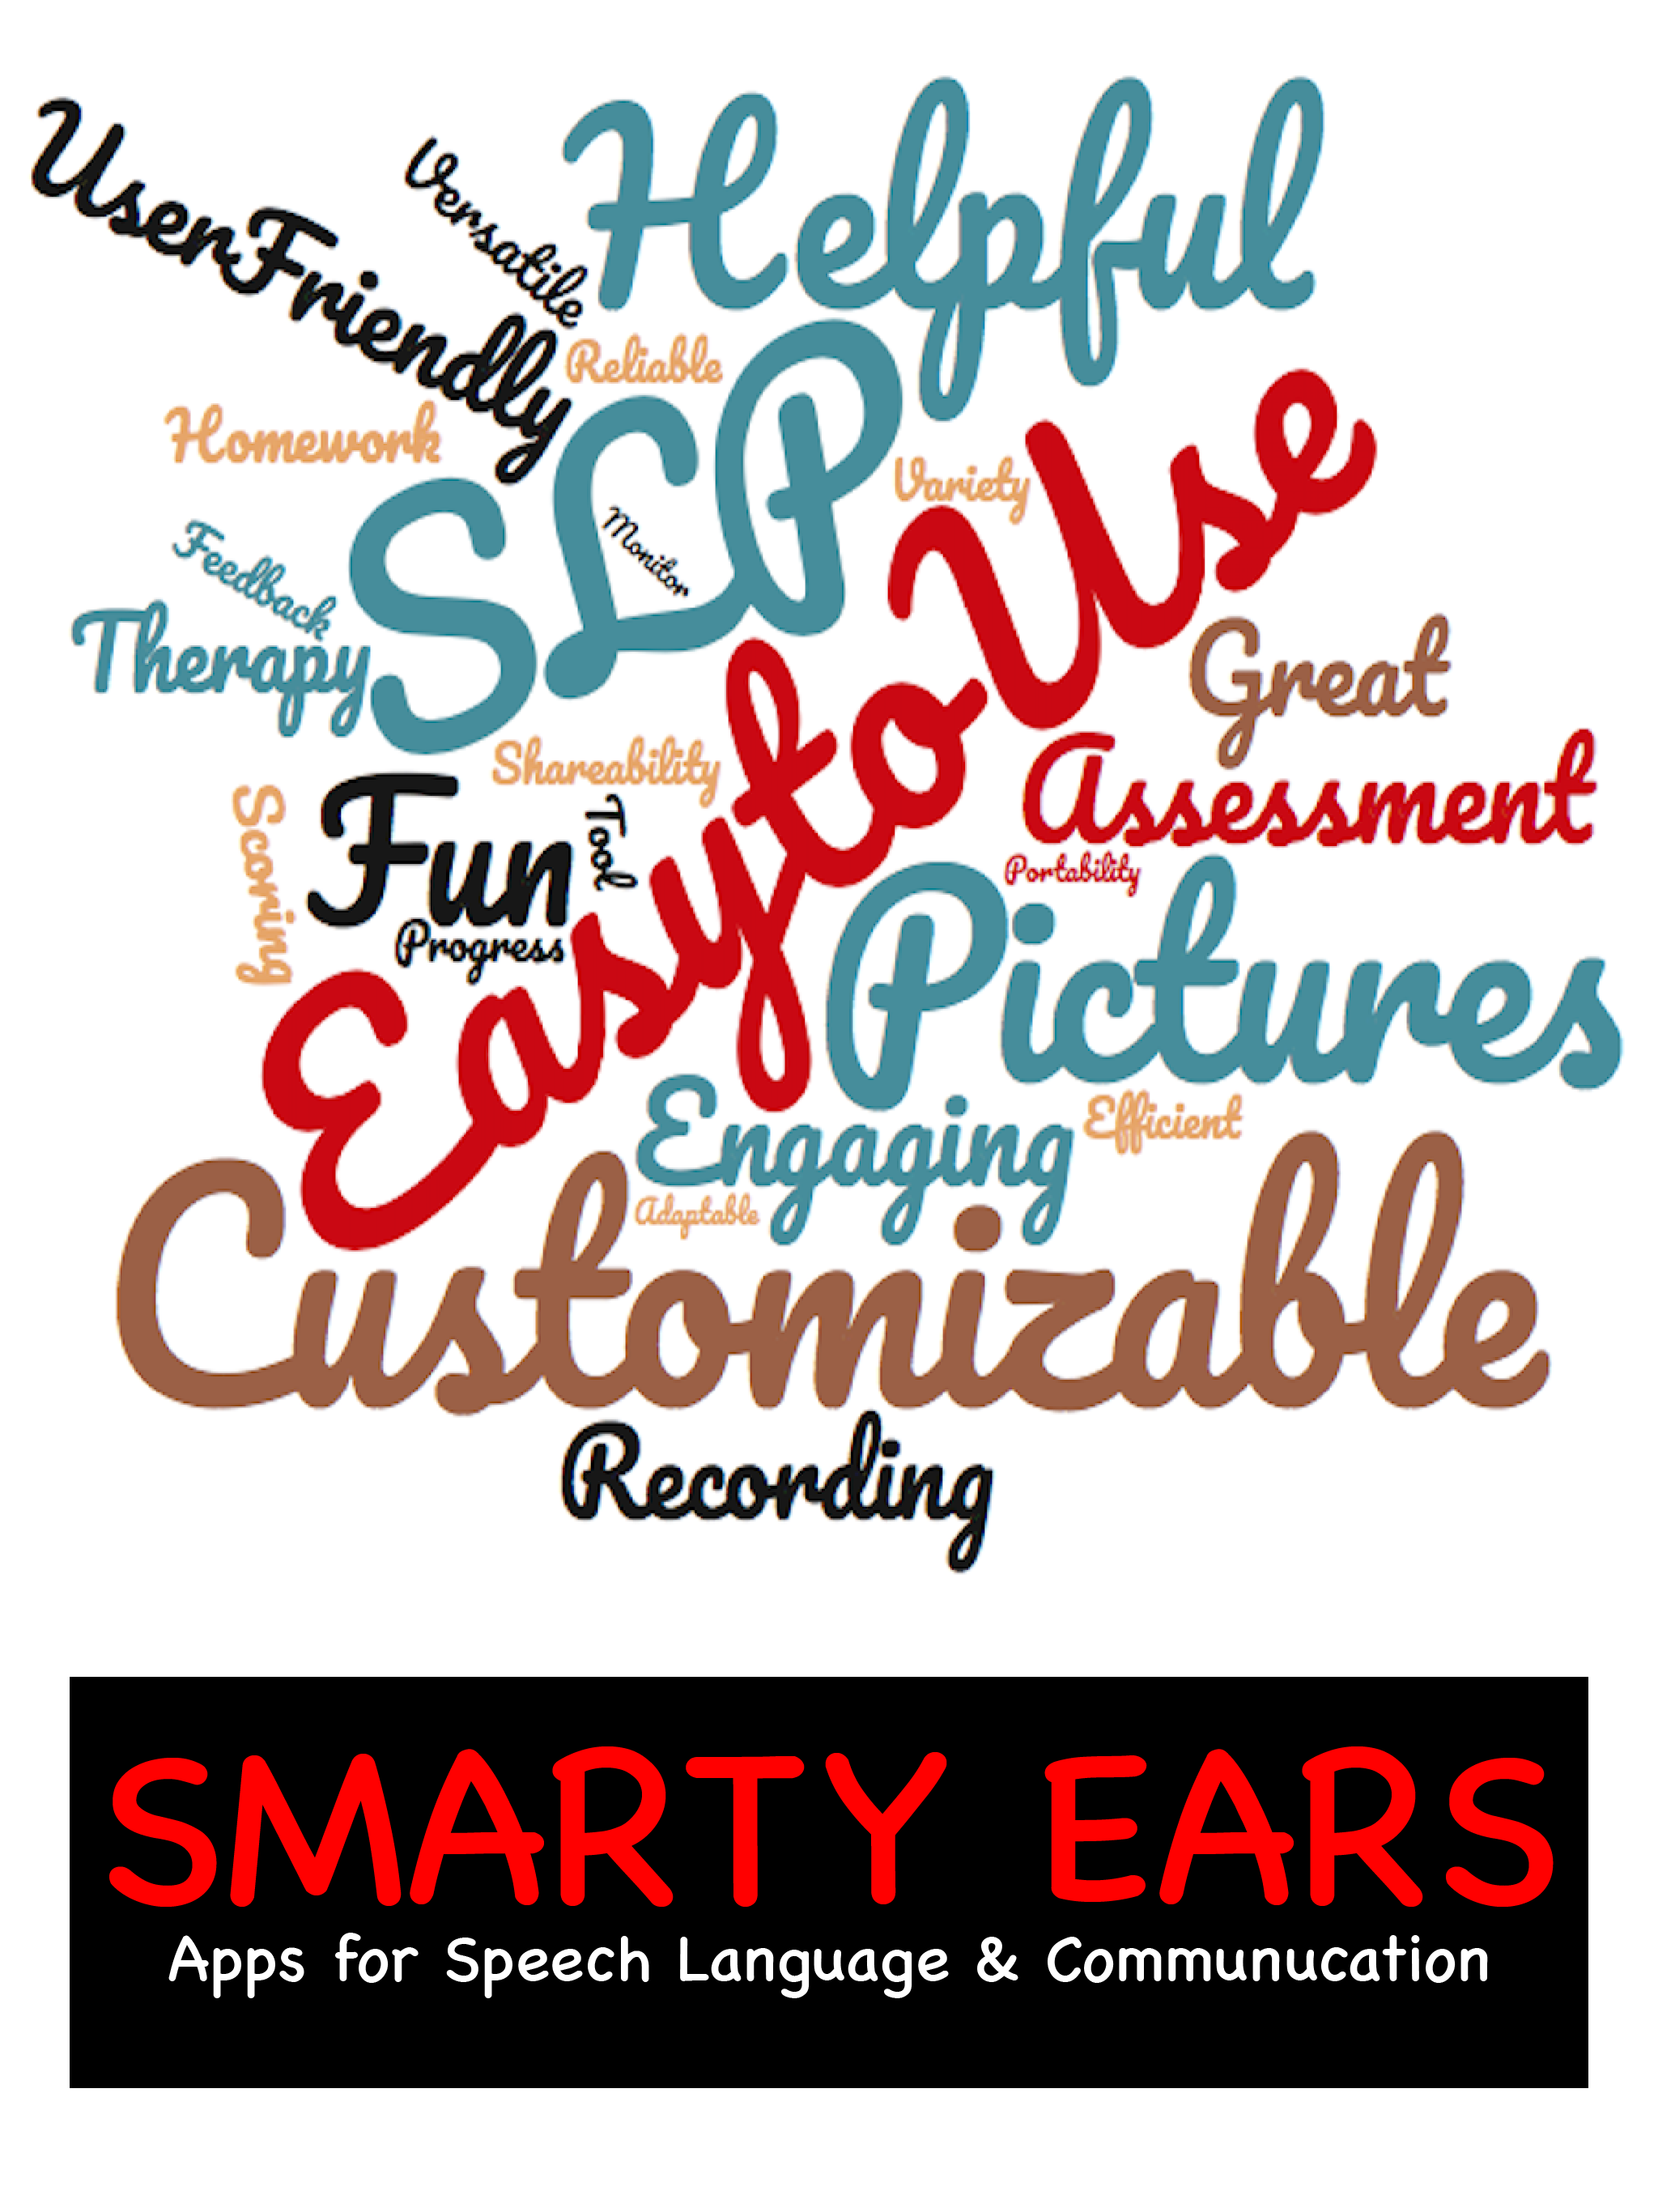 Helpful
UserFriendly
Versatile
Reliable
SLP
Homework
Variety
EasytoUse
Monitor
Feedback
Therapy
Great
Shareability
Assessment
Scoring
Fun
Tool
Portability
Progress
Pictures
Engaging
Efficient
Adaptable
Customizable
Recording
SMARTY EARS
Apps for Speech Language & Communucation